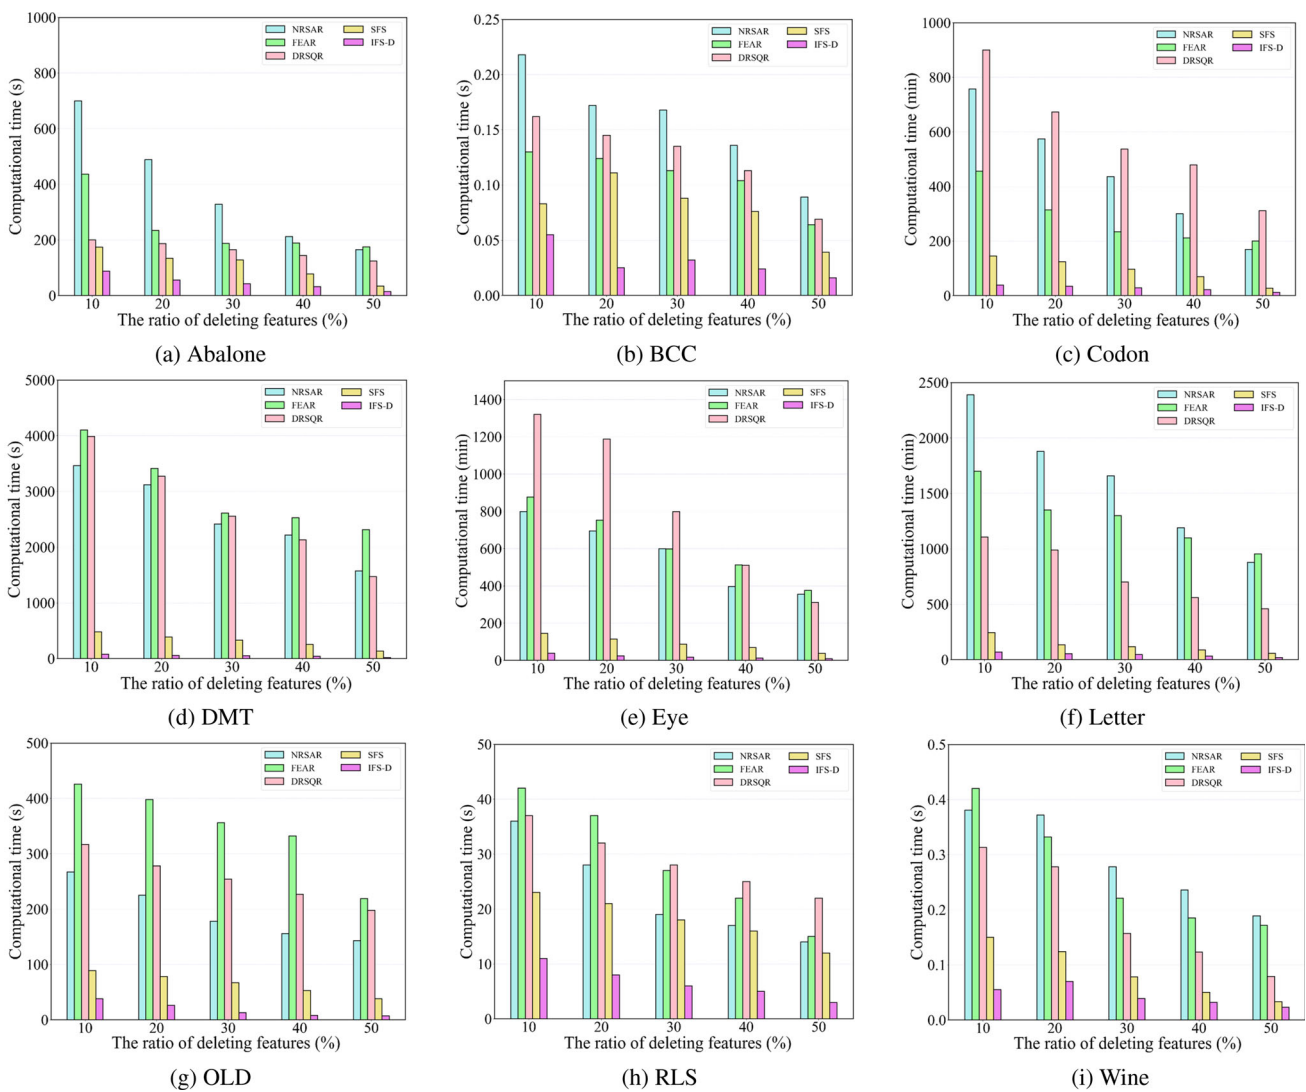 1000
800
600
400
200
0
Computational time (s)
NRSAR
FEAR
DRSQR
SFS
IFS-D
10 20 30 40 50
The ratio of deleting features (%)
(a) Abalone
0.25
0.20
0.15
0.10
0.05
0.00
Computational time (s)
NRSAR
FEAR
DRSQR
SFS
IFS-D
10 20 30 40 50
The ratio of deleting features (%)
(b) BCC
1000
800
600
400
200
0
Computational time (min)
NRSAR
FEAR
DRSQR
SFS
IFS-D
10 20 30 40 50
The ratio of deleting features (%)
(c) Codon
5000
4000
3000
2000
1000
0
Computational time (s)
NRSAR
FEAR
DRSQR
SFS
IFS-D
10 20 30 40 50
The ratio of deleting features (%)
(d) DMT
1400
1200
1000
800
600
400
200
0
Computational time (min)
NRSAR
FEAR
DRSQR
SFS
IFS-D
10 20 30 40 50
The ratio of deleting features (%)
(e) Eye
2500
2000
1500
1000
500
0
Computational time (min)
NRSAR
FEAR
DRSQR
SFS
IFS-D
10 20 30 40 50
The ratio of deleting features (%)
(f) Letter
500
400
300
200
100
0
Computational time (s)
NRSAR
FEAR
DRSQR
SFS
IFS-D
10 20 30 40 50
The ratio of deleting features (%)
(g) OLD
50
40
30
20
10
0
Computational time (s)
NRSAR
FEAR
DRSQR
SFS
IFS-D
10 20 30 40 50
The ratio of deleting features (%)
(h) RLS
0.5
0.4
0.3
0.2
0.1
0.0
Computational time (s)
NRSAR
FEAR
DRSQR
SFS
IFS-D
10 20 30 40 50
The ratio of deleting features (%)
(i) Wine